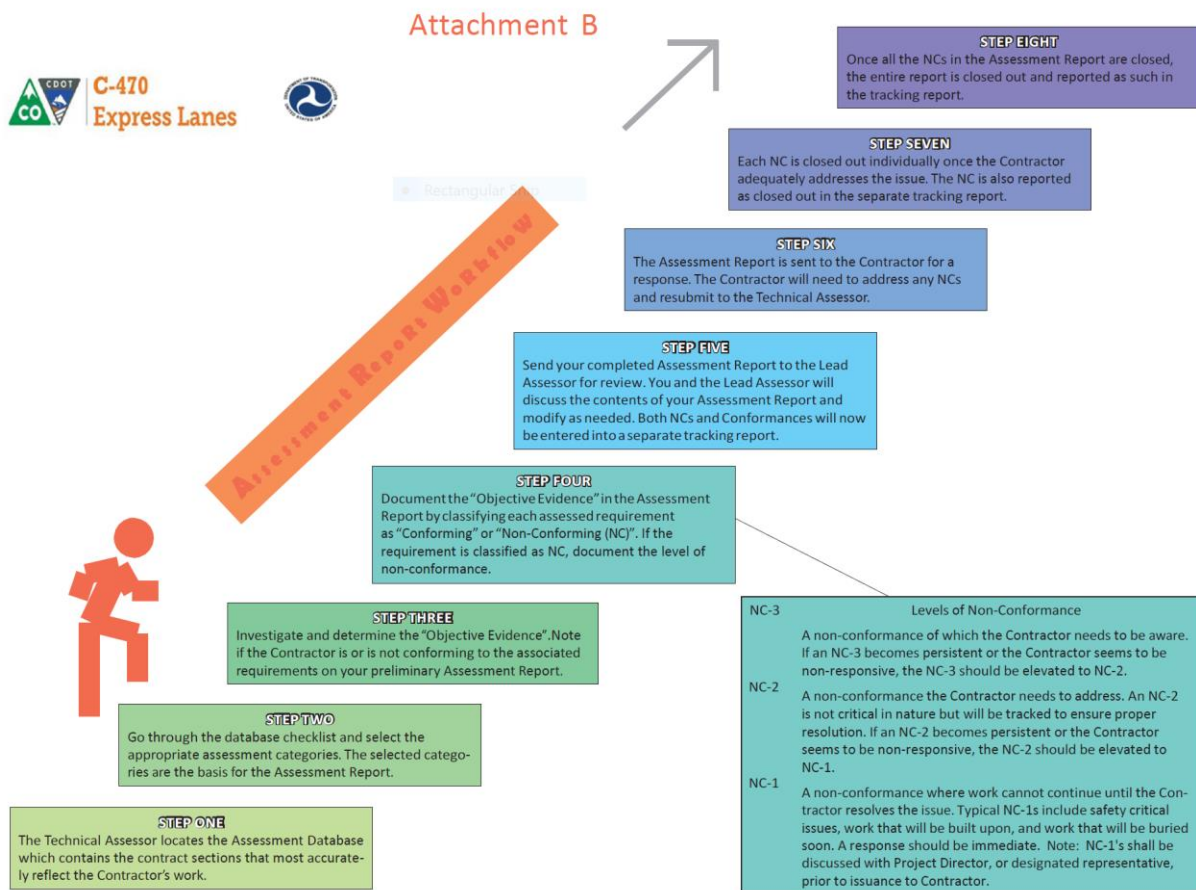 Attachment B
CO
CDOT
C-470
Express Lanes
DEPARTMENT OF TRANSPORTATION
UNITED STATES OF AMERICA
• Rectangular Snip
Assessment Report Workflow
STEP EIGHT
Once all the NCs in the Assessment Report are closed,
the entire report is closed out and reported as such in
the tracking report.
STEP SEVEN
Each NC is closed out individually once the Contractor
adequately addresses the issue. The NC is also reported
as closed out in the separate tracking report.
STEP SIX
The Assessment Report is sent to the Contractor for a
response. The Contractor will need to address any NCs
and resubmit to the Technical Assessor.
STEP FIVE
Send your completed Assessment Report to the Lead
Assessor for review. You and the Lead Assessor will
discuss the contents of your Assessment Report and
modify as needed. Both NCs and Conformances will now
be entered into a separate tracking report.
STEP FOUR
Document the "Objective Evidence" in the Assessment
Report by classifying each assessed requirement
as "Conforming" or "Non-Conforming (NC)". If the
requirement is classified as NC, document the level of
non-conformance.
STEP THREE
Investigate and determine the "Objective Evidence".Note
if the Contractor is or is not conforming to the associated
requirements on your preliminary Assessment Report.
STEP TWO
Go through the database checklist and select the
appropriate assessment categories. The selected catego-
ries are the basis for the Assessment Report.
STEP ONE
The Technical Assessor locates the Assessment Database
which contains the contract sections that most accurate-
ly reflect the Contractor's work.
NC-3 Levels of Non-Conformance
A non-conformance of which the Contractor needs to be aware.
If an NC-3 becomes persistent or the Contractor seems to be
non-responsive, the NC-3 should be elevated to NC-2.
NC-2
A non-conformance the Contractor needs to address. An NC-2
is not critical in nature but will be tracked to ensure proper
resolution. If an NC-2 becomes persistent or the Contractor
seems to be non-responsive, the NC-2 should be elevated to
NC-1.
NC-1
A non-conformance where work cannot continue until the Con-
tractor resolves the issue. Typical NC-1s include safety critical
issues, work that will be built upon, and work that will be buried
soon. A response should be immediate. Note: NC-1's shall be
discussed with Project Director, or designated representative,
prior to issuance to Contractor.